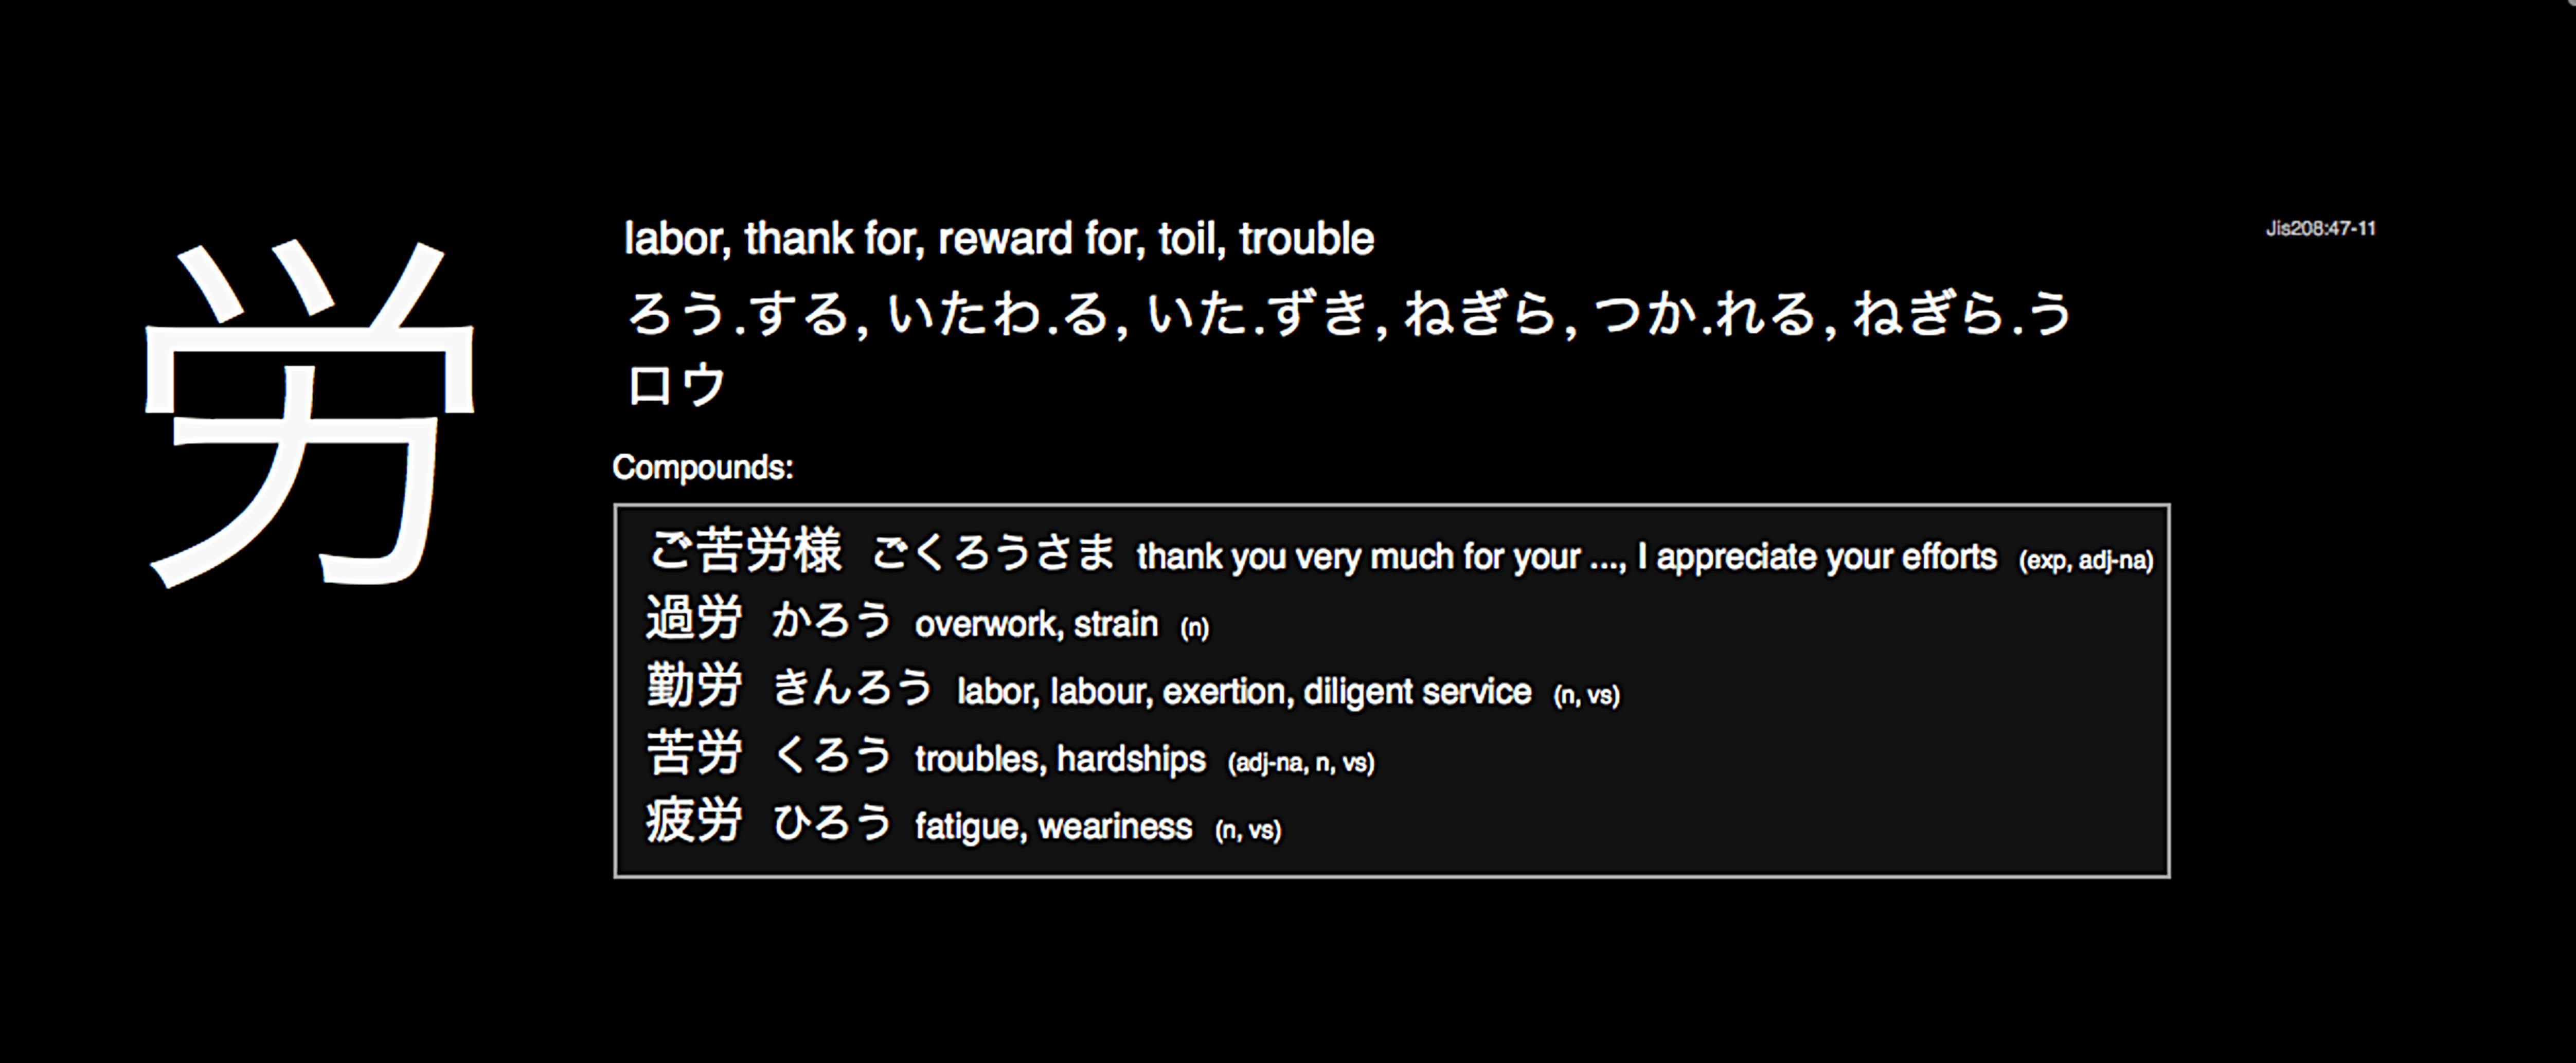 労
labor, thank for, reward for, toil, trouble
Jis208:47-11
ろう.する, いたわ.る, いた.ずき, ねぎら, つか.れる, ねぎら.う
ロウ
Compounds:
ご苦労様 ごくろうさま thank you very much for your ..., I appreciate your efforts (exp, adj-na)
過労 かろう overwork, strain (n)
勤労 きんろう labor, labour, exertion, diligent service (n, vs)
苦労 くろう troubles, hardships (adj-na, n, vs)
疲労 ひろう fatigue, weariness (n, vs)